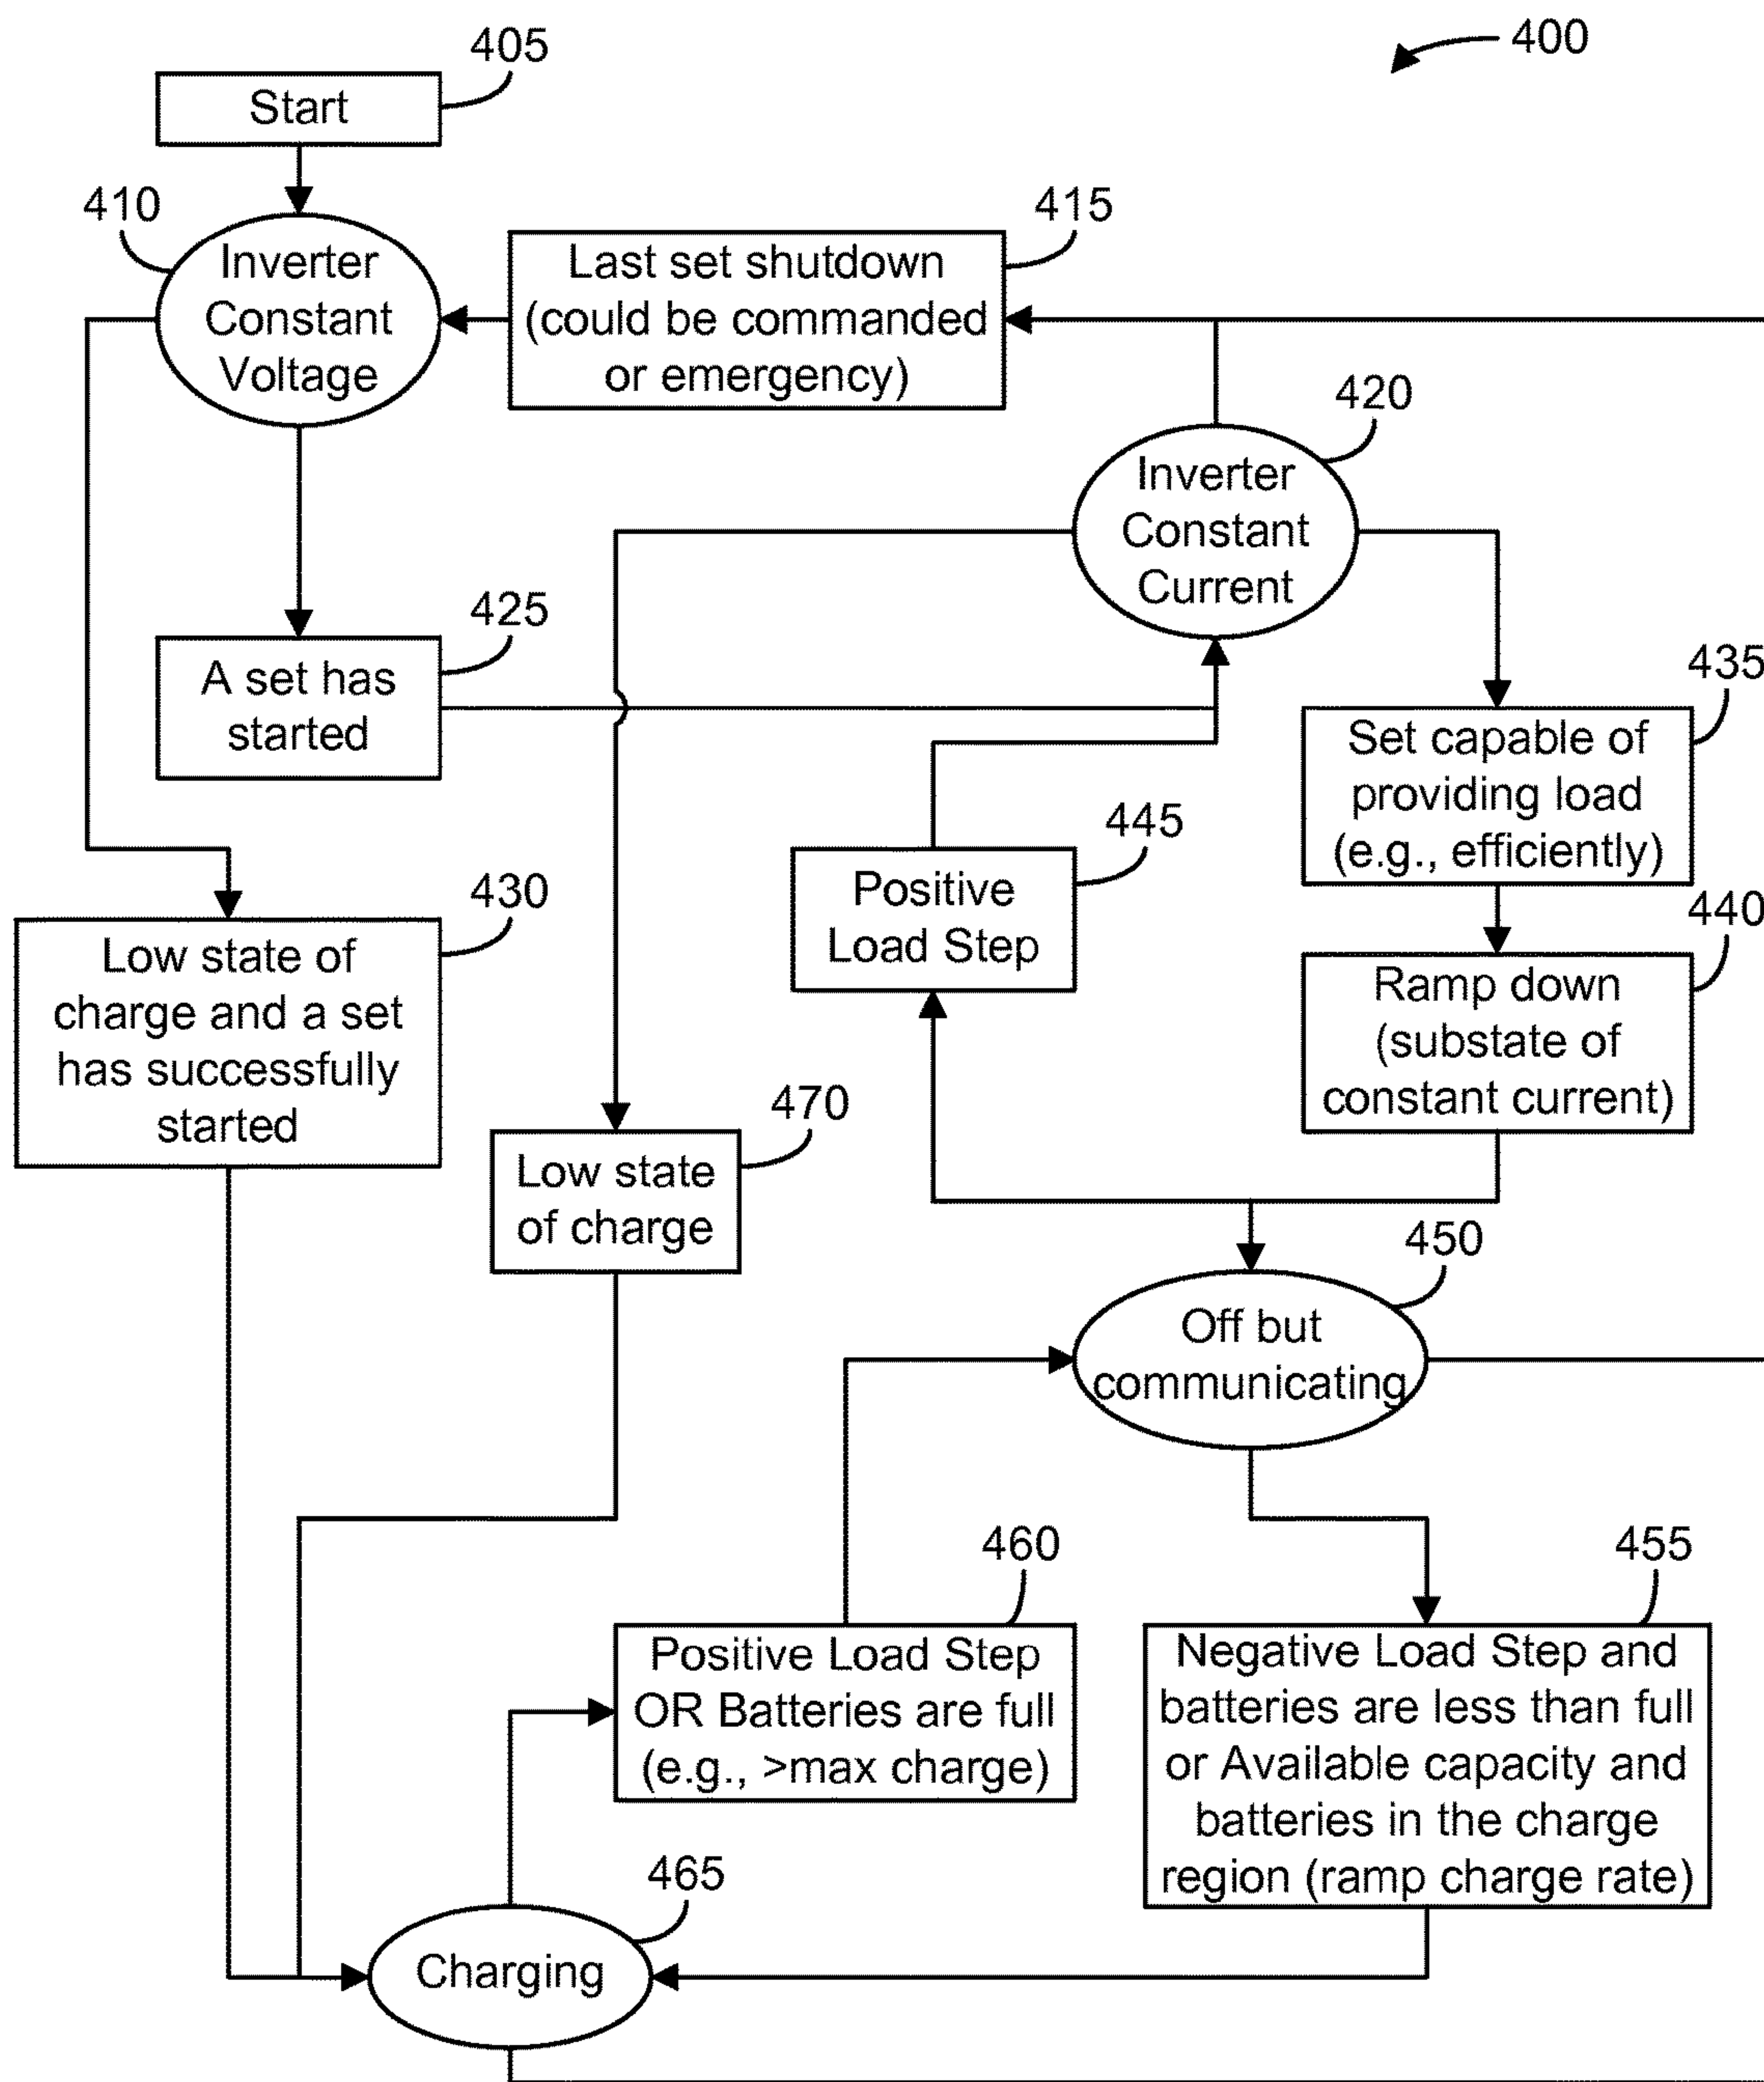 400
405
Start
410
Inverter
Constant
Voltage
415
Last set shutdown
(could be commanded
or emergency)
420
Inverter
Constant
Current
425
A set has
started
435
Set capable of
providing load
(e.g., efficiently)
445
Positive
Load Step
430
Low state of
charge and a set
has successfully
started
440
Ramp down
(substate of
constant current)
470
Low state
of charge
450
Off but
communicating
460
Positive Load Step
OR Batteries are full
(e.g., >max charge)
455
Negative Load Step and
batteries are less than full
or Available capacity and
batteries in the charge
region (ramp charge rate)
465
Charging